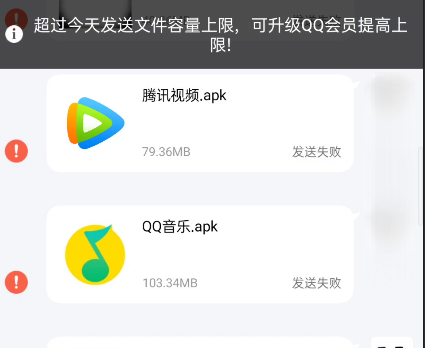 超过今天发送文件容量上限，可升级QQ会员提高上
限!
腾讯视频.apk
79.36MB
发送失败
QQ音乐.apk
103.34MB
发送失败